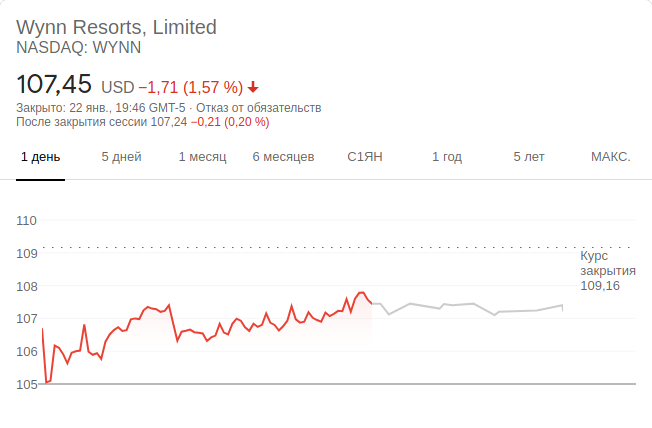 Wynn Resorts, Limited
NASDAQ: WYNN
107,45 USD −1,71 (1,57 %)
Закрыто: 22 янв., 19:46 GMT-5 · Отказ от обязательств
После закрытия сессии 107,24 −0,21 (0,20 %)
1 день 5 дней 1 месяц 6 месяцев С1ЯН 1 год 5 лет МАКС.
110
109
Курс
закрытия
109,16
108
107
106
105